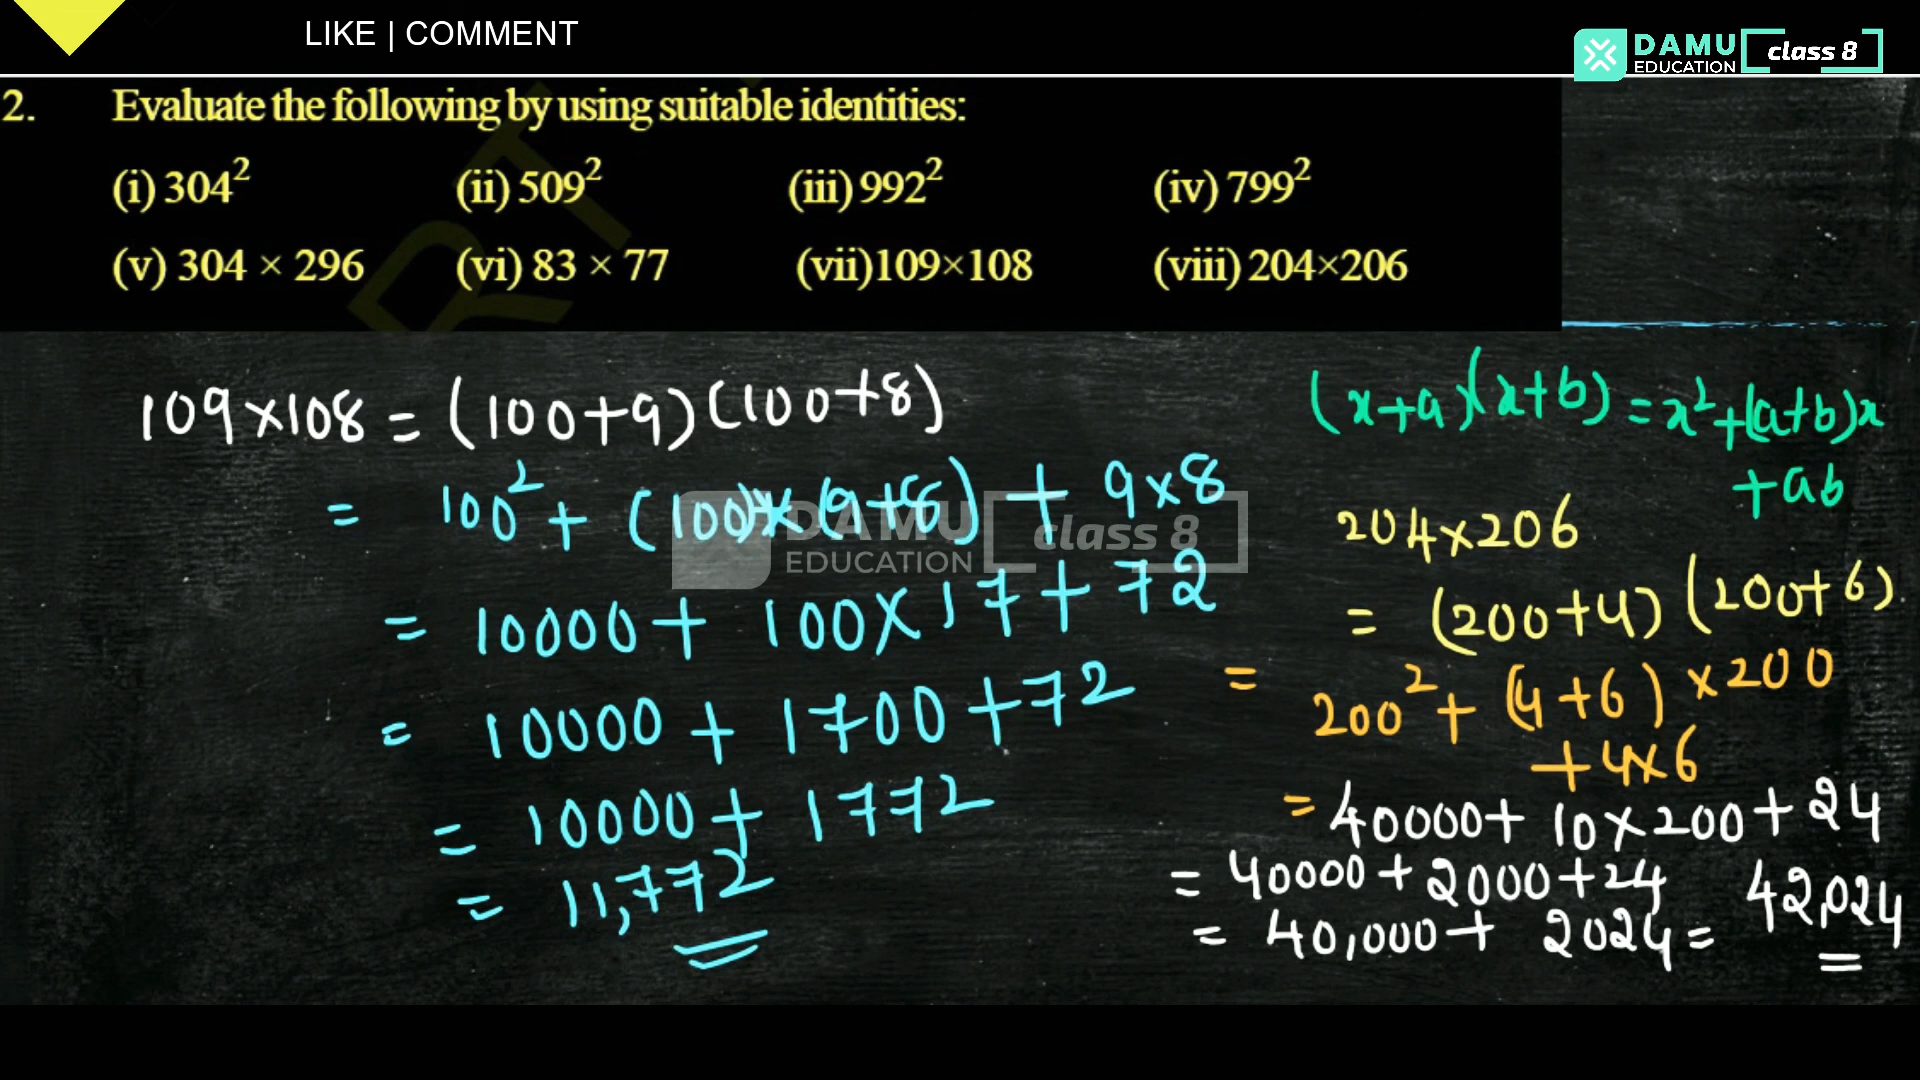 LIKE | COMMENT
DAMU EDUCATION class 8
2. Evaluate the following by using suitable identities:
(i) 304² (ii) 509² (iii) 992² (iv) 799²
(v) 304 × 296 (vi) 83 × 77 (vii)109×108 (viii) 204×206
109×108 = (100+9)(100+8)
= 100² + (100)×(9+8) + 9×8
= 10000 + 100×17+72
= 10000 + 1700+72
= 10000 + 1772
= 11,772
(x+a)(x+b) = x²+(a+b)x
+ab
204×206
= (200+4) (200+6).
= 200² + (4+6) × 200
+4×6
= 40000+ 10×200+24
= 40000+2000+24
= 40,000+ 2024 = 42,024
DAMU EDUCATION class 8